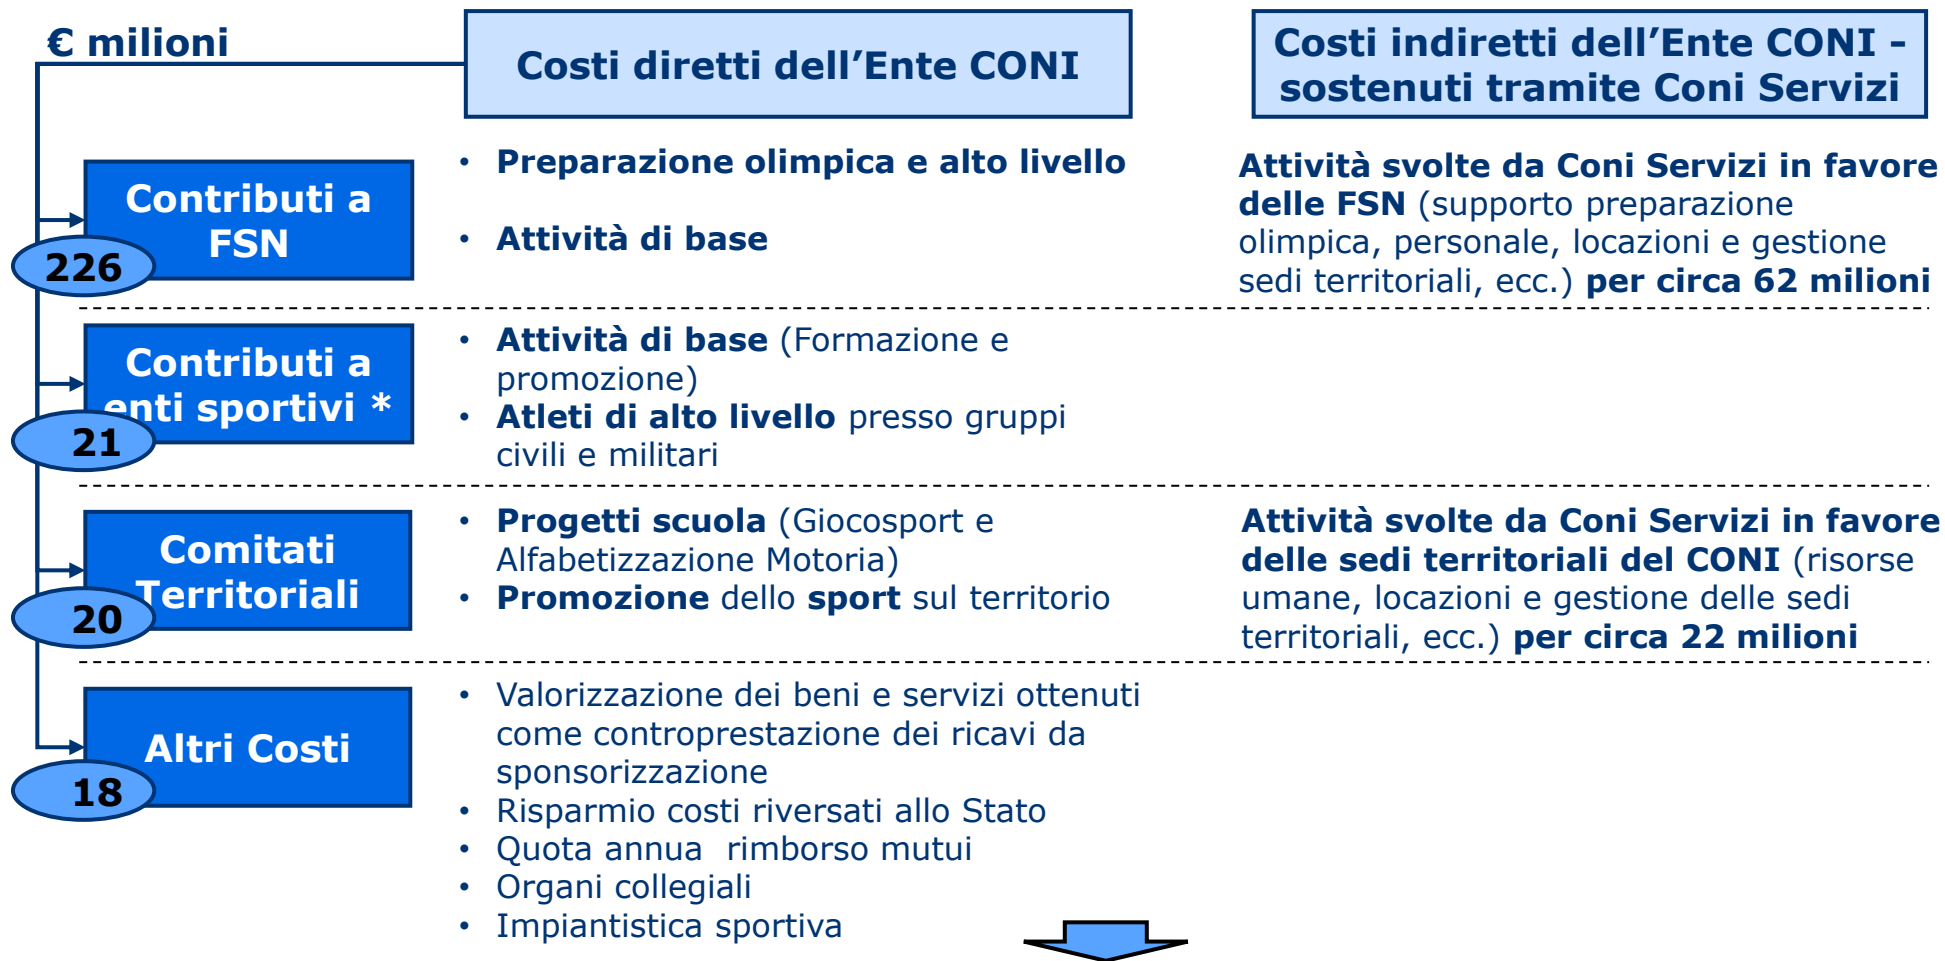 € milioni
Costi diretti dell’Ente CONI
Costi indiretti dell’Ente CONI -
sostenuti tramite Coni Servizi
Contributi a
FSN
226
• Preparazione olimpica e alto livello
• Attività di base
Attività svolte da Coni Servizi in favore
delle FSN (supporto preparazione
olimpica, personale, locazioni e gestione
sedi territoriali, ecc.) per circa 62 milioni
Contributi a
enti sportivi *
21
• Attività di base (Formazione e
promozione)
• Atleti di alto livello presso gruppi
civili e militari
Comitati
Territoriali
20
• Progetti scuola (Giocosport e
Alfabetizzazione Motoria)
• Promozione dello sport sul territorio
Attività svolte da Coni Servizi in favore
delle sedi territoriali del CONI (risorse
umane, locazioni e gestione delle sedi
territoriali, ecc.) per circa 22 milioni
Altri Costi
18
• Valorizzazione dei beni e servizi ottenuti
come controprestazione dei ricavi da
sponsorizzazione
• Risparmio costi riversati allo Stato
• Quota annua rimborso mutui
• Organi collegiali
• Impiantistica sportiva